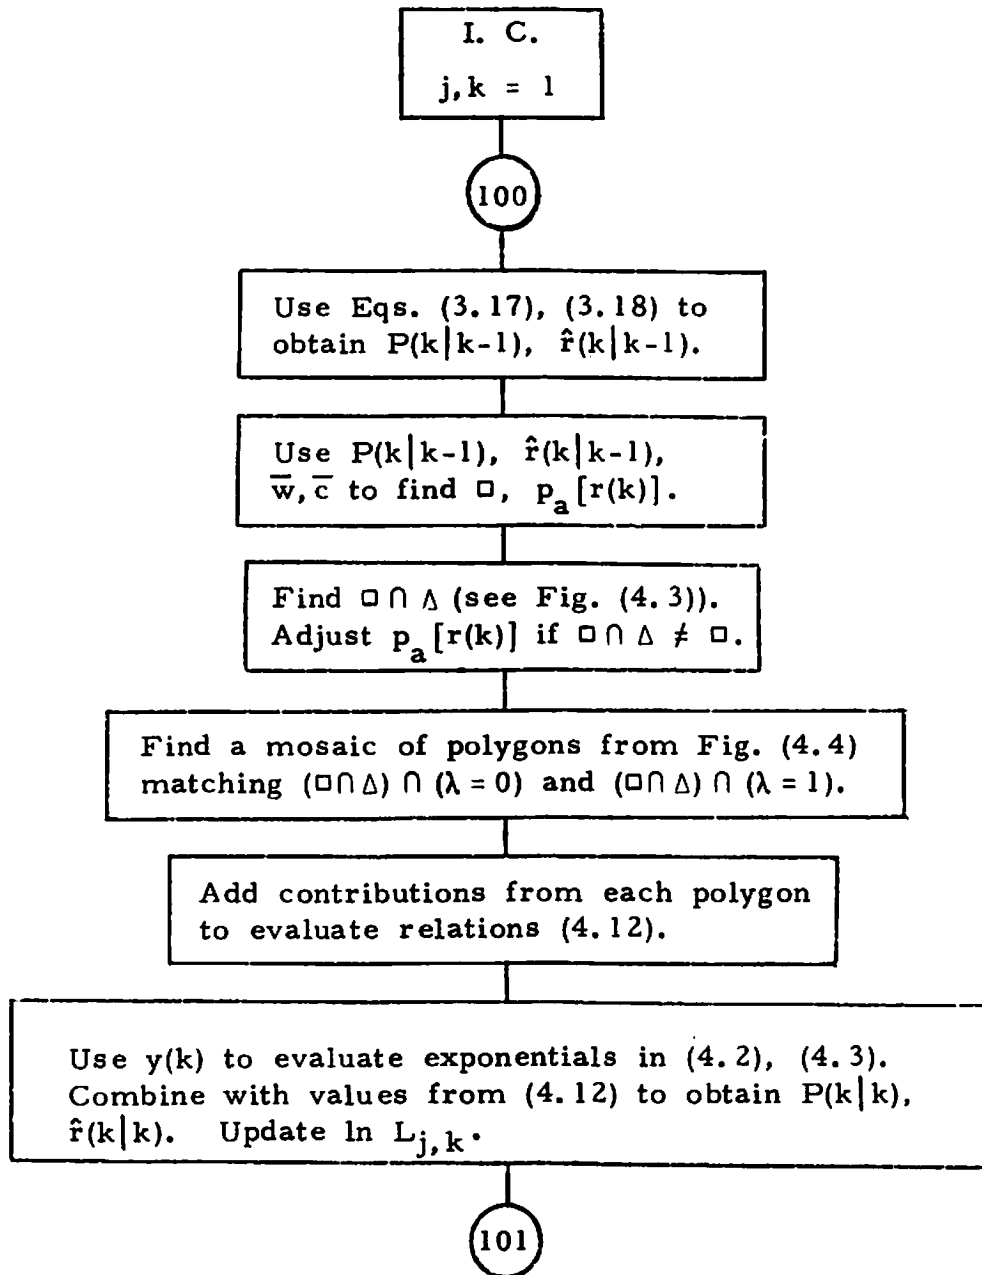 I. C.
j, k = 1
100
Use Eqs. (3.17), (3.18) to
obtain P(k|k-1), r̂(k|k-1).
Use P(k|k-1), r̂(k|k-1),
w̅, c̅ to find □, pₐ[r(k)].
Find □ ∩ Δ (see Fig. (4.3)).
Adjust pₐ[r(k)] if □ ∩ Δ ≠ □.
Find a mosaic of polygons from Fig. (4.4)
matching (□∩Δ) ∩ (λ = 0) and (□∩Δ) ∩ (λ = 1).
Add contributions from each polygon
to evaluate relations (4.12).
Use y(k) to evaluate exponentials in (4.2), (4.3).
Combine with values from (4.12) to obtain P(k|k),
r̂(k|k). Update ln L_{j,k}.
101